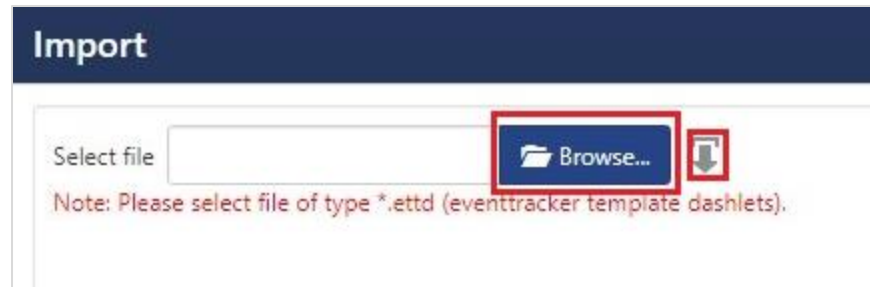 Import
Select file Browse...
Note: Please select file of type *.ettd (eventtracker template dashlets).